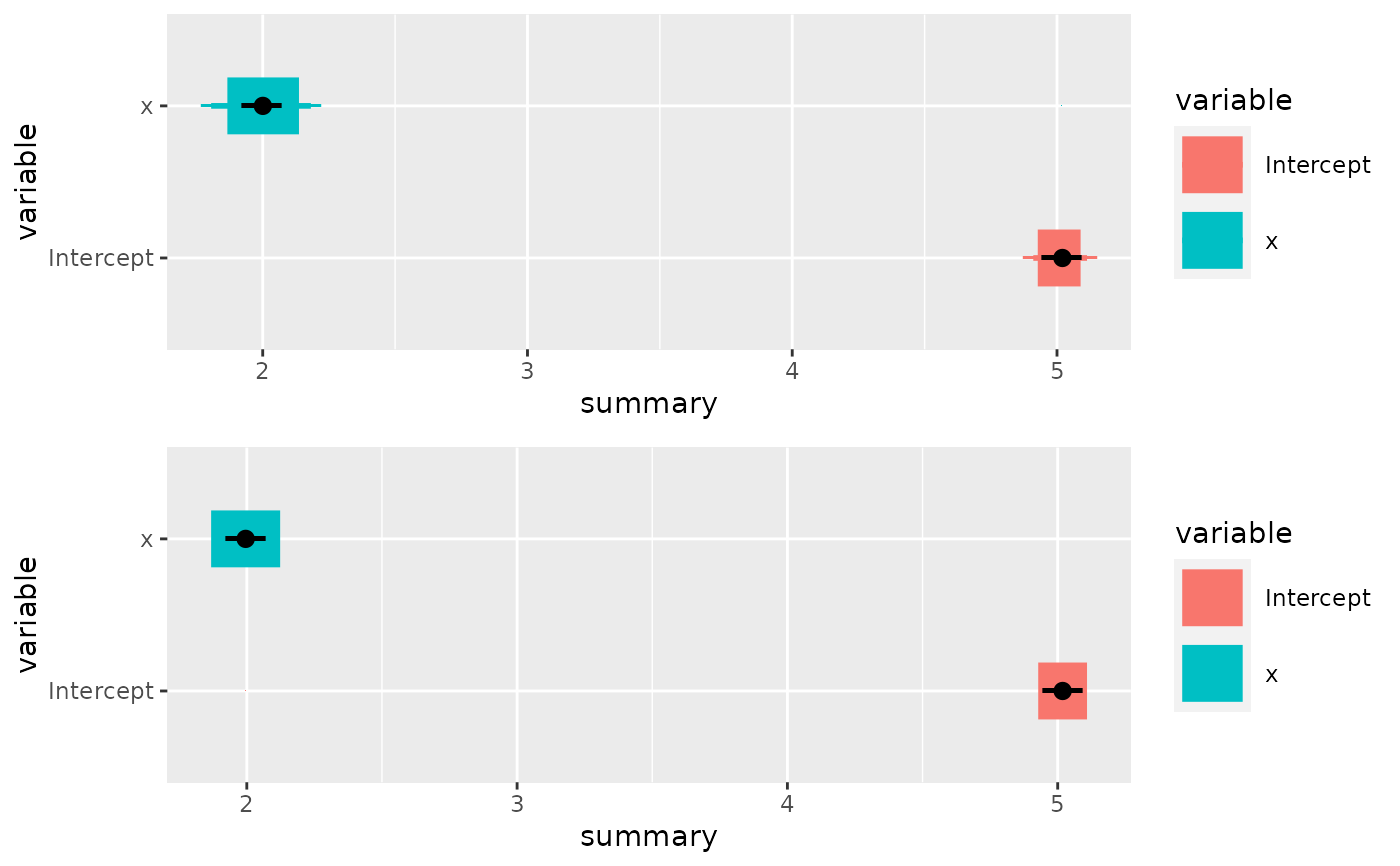 variable
x
Intercept
2 3 4 5
summary
variable
Intercept
x
variable
x
Intercept
2 3 4 5
summary
variable
Intercept
x